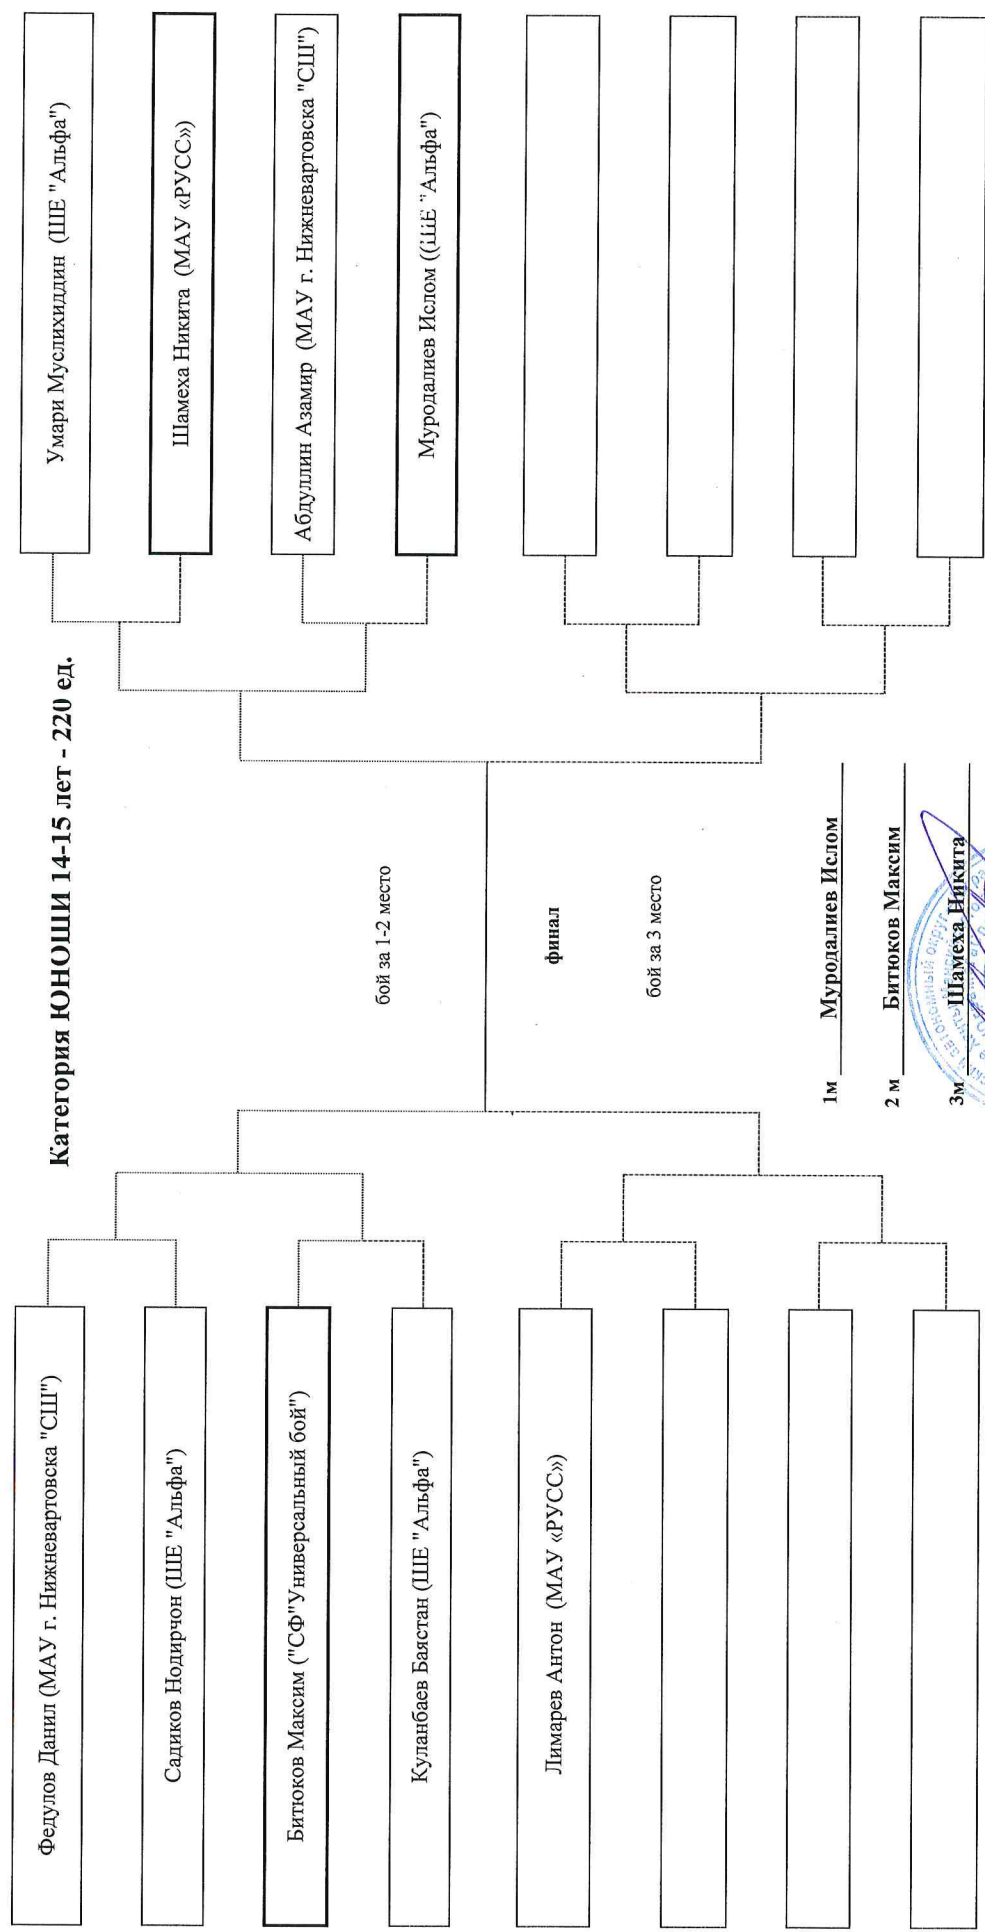 Категория ЮНОШИ 14-15 лет - 220 ед.
Федулов Данил (МАУ г. Нижневартовска "СШ")
Садиков Нодирчон (ШЕ "Альфа")
Битюков Максим ("СФ"Универсальный бой")
Куланбаев Баястан (ШЕ "Альфа")
Лимарев Антон (МАУ «РУСС»)
бой за 1-2 место
финал
бой за 3 место
1м Муродалиев Ислом
2 м Битюков Максим
3м Шамеха Никита
автономный округ
Умари Муслихиддин (ШЕ "Альфа")
Шамеха Никита (МАУ «РУСС»)
Абдуллин Азамир (МАУ г. Нижневартовска "СШ")
Муродалиев Ислом ((ШЕ "Альфа")